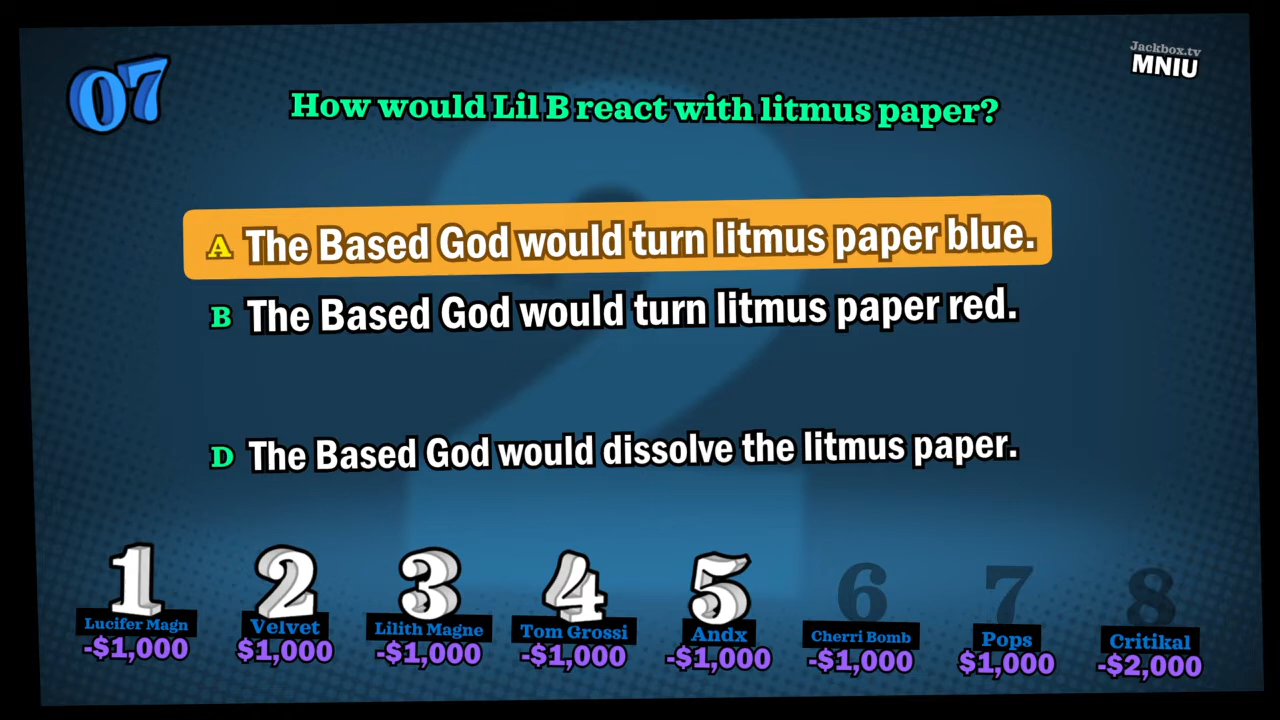 07
Jackbox.tv
MNIU
How would Lil B react with litmus paper?
A The Based God would turn litmus paper blue.
B The Based God would turn litmus paper red.
D The Based God would dissolve the litmus paper.
1 2 3 4 5 6 7 8
Lucifer Magn Velvet Lilith Magne Tom Grossi Andx Cherri Bomb Pops Critikal
-$1,000 $1,000 -$1,000 -$1,000 -$1,000 -$1,000 $1,000 -$2,000